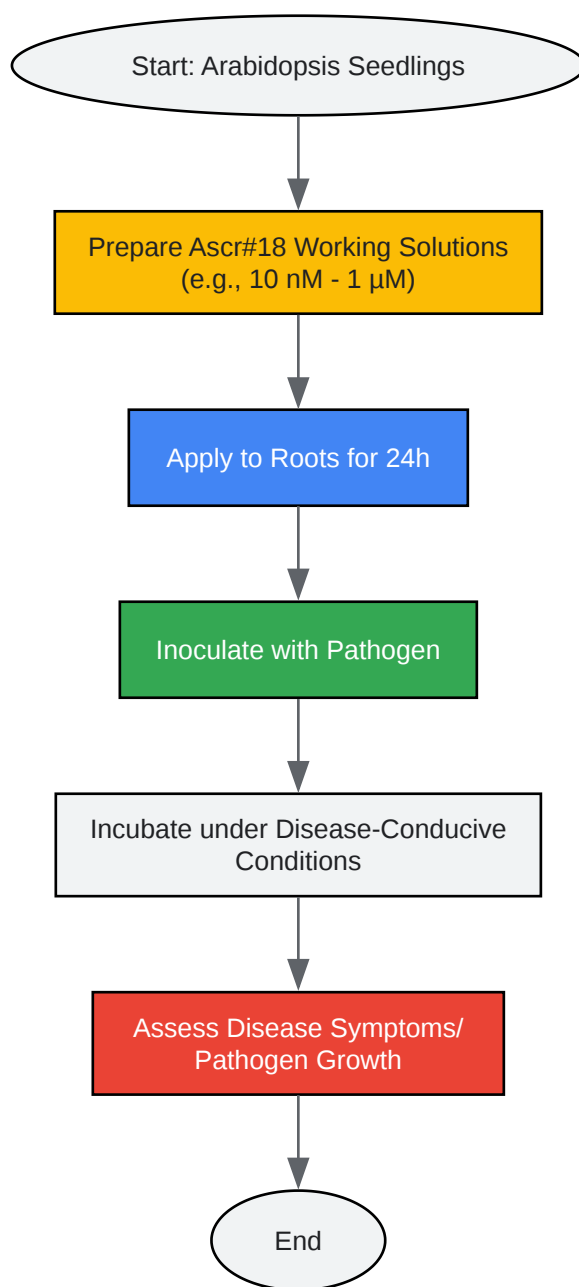 Start: Arabidopsis Seedlings
Prepare Ascr#18 Working Solutions
(e.g., 10 nM - 1 µM)
Apply to Roots for 24h
Inoculate with Pathogen
Incubate under Disease-Conducive
Conditions
Assess Disease Symptoms/
Pathogen Growth
End